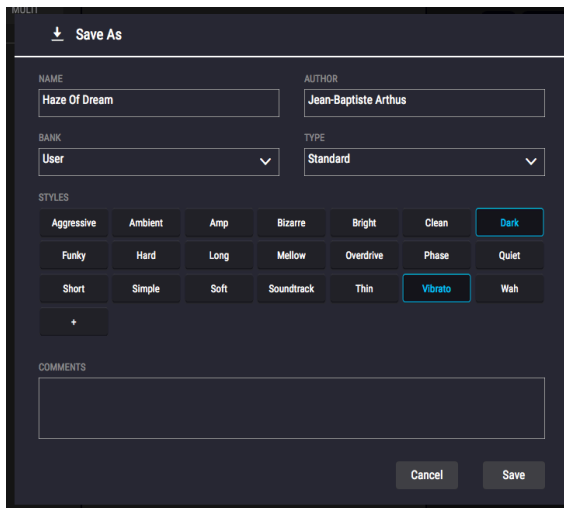 MULTI
Save As
NAME
AUTHOR
Haze Of Dream
Jean-Baptiste Arthus
BANK
TYPE
User
Standard
STYLES
Aggressive Ambient Amp Bizarre Bright Clean Dark
Funky Hard Long Mellow Overdrive Phase Quiet
Short Simple Soft Soundtrack Thin Vibrato Wah
+
COMMENTS
Cancel Save